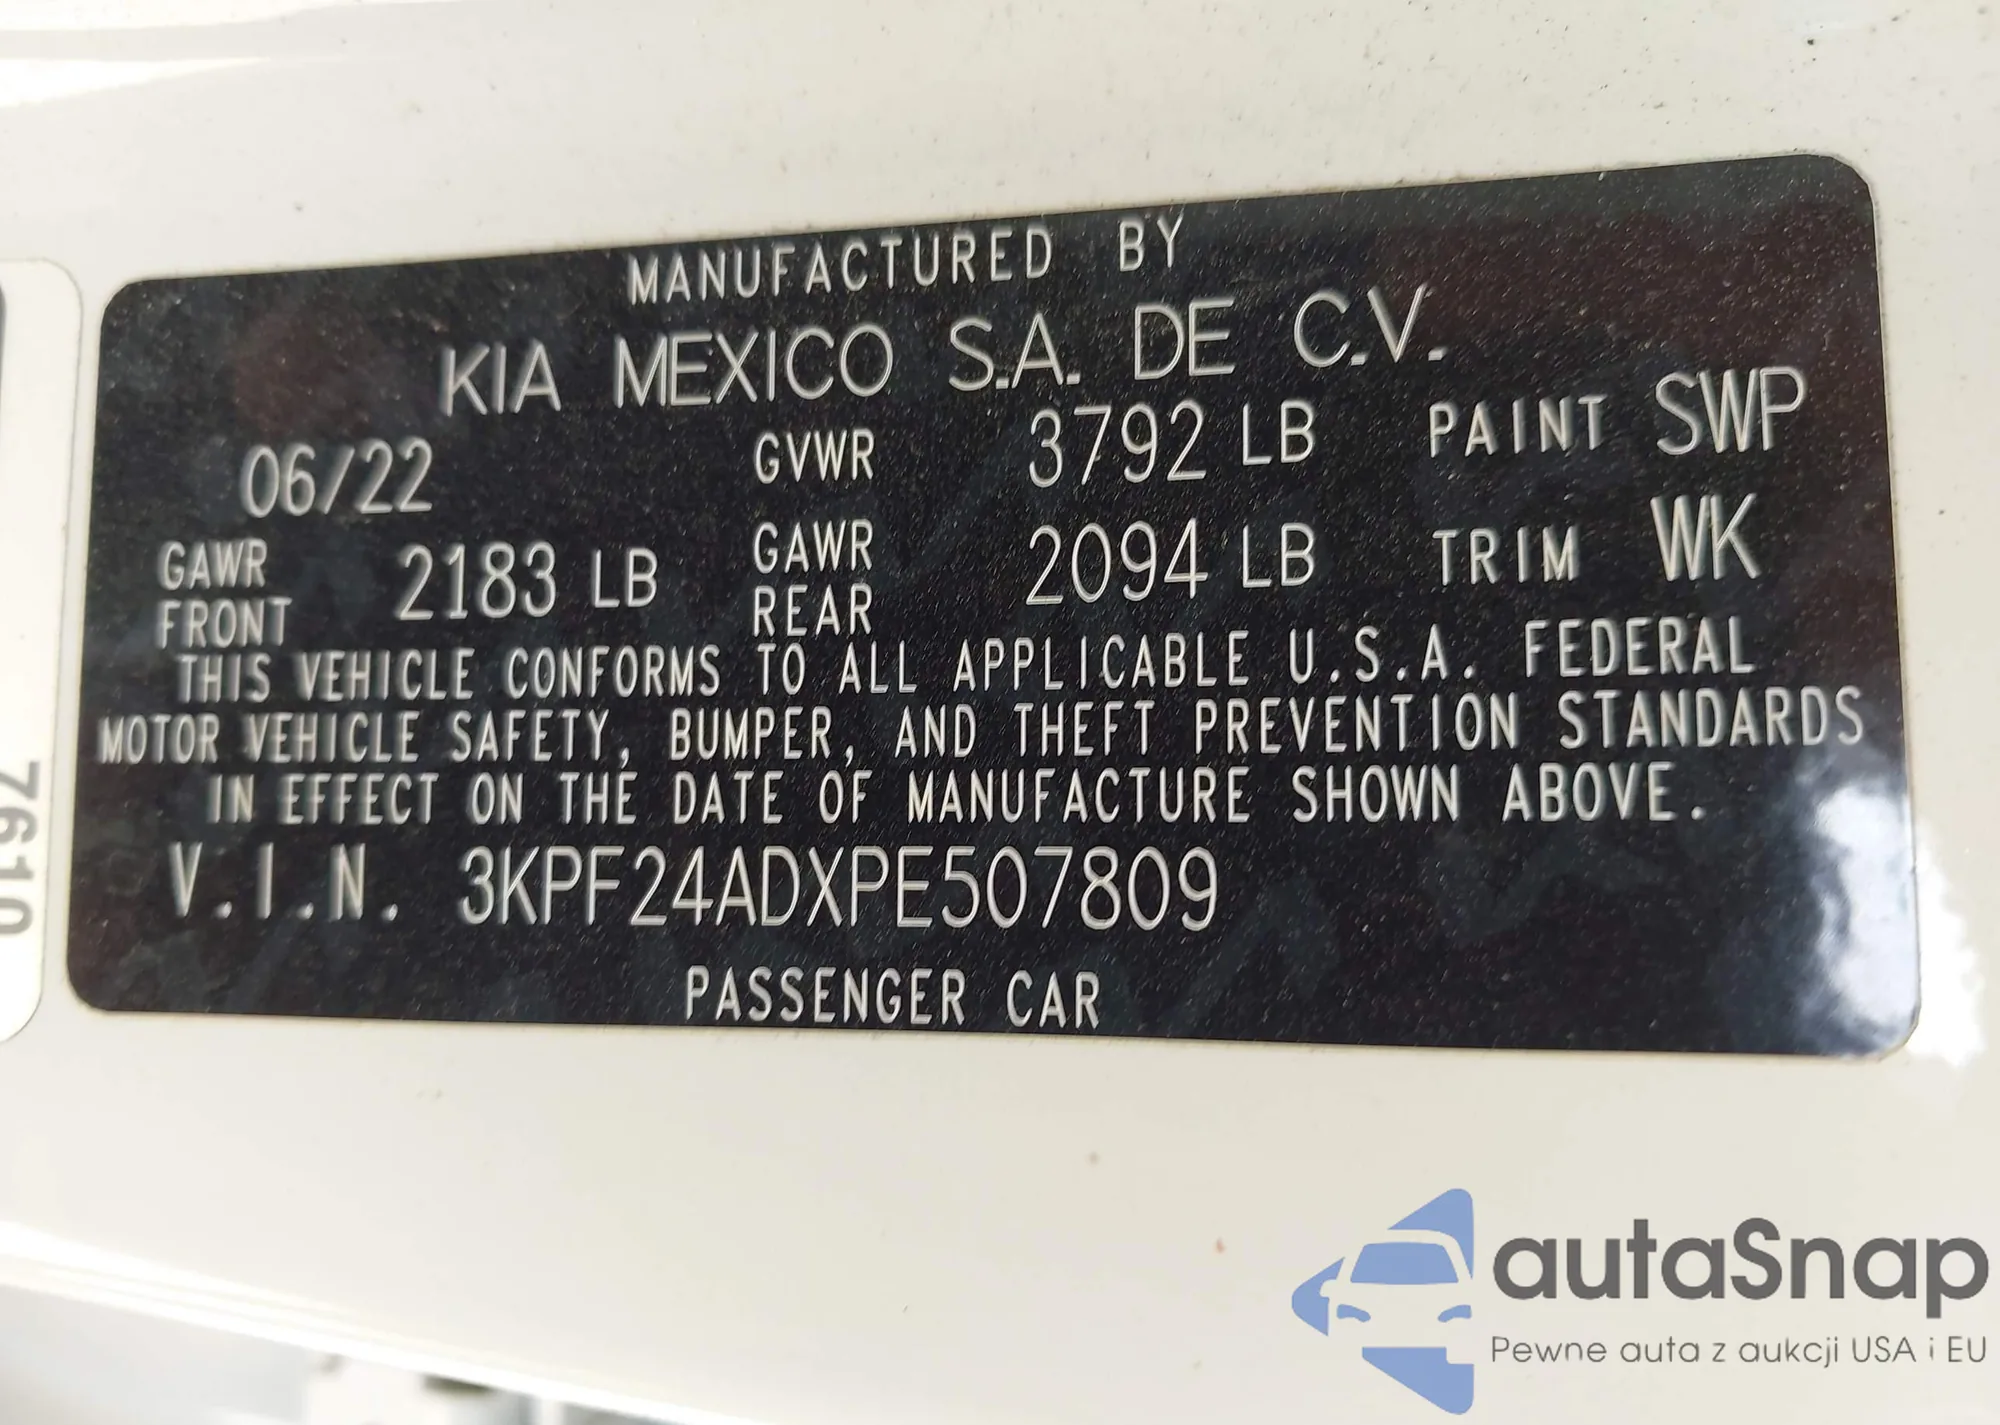 MANUFACTURED BY
KIA MEXICO S.A. DE C.V.
06/22 GVWR 3792 LB PAINT SWP
GAWR FRONT 2183 LB GAWR REAR 2094 LB TRIM WK
THIS VEHICLE CONFORMS TO ALL APPLICABLE U.S.A. FEDERAL
MOTOR VEHICLE SAFETY, BUMPER, AND THEFT PREVENTION STANDARDS
IN EFFECT ON THE DATE OF MANUFACTURE SHOWN ABOVE.
V.I.N. 3KPF24ADXPE507809
PASSENGER CAR
7610
autaSnap
Pewne auta z aukcji USA i EU